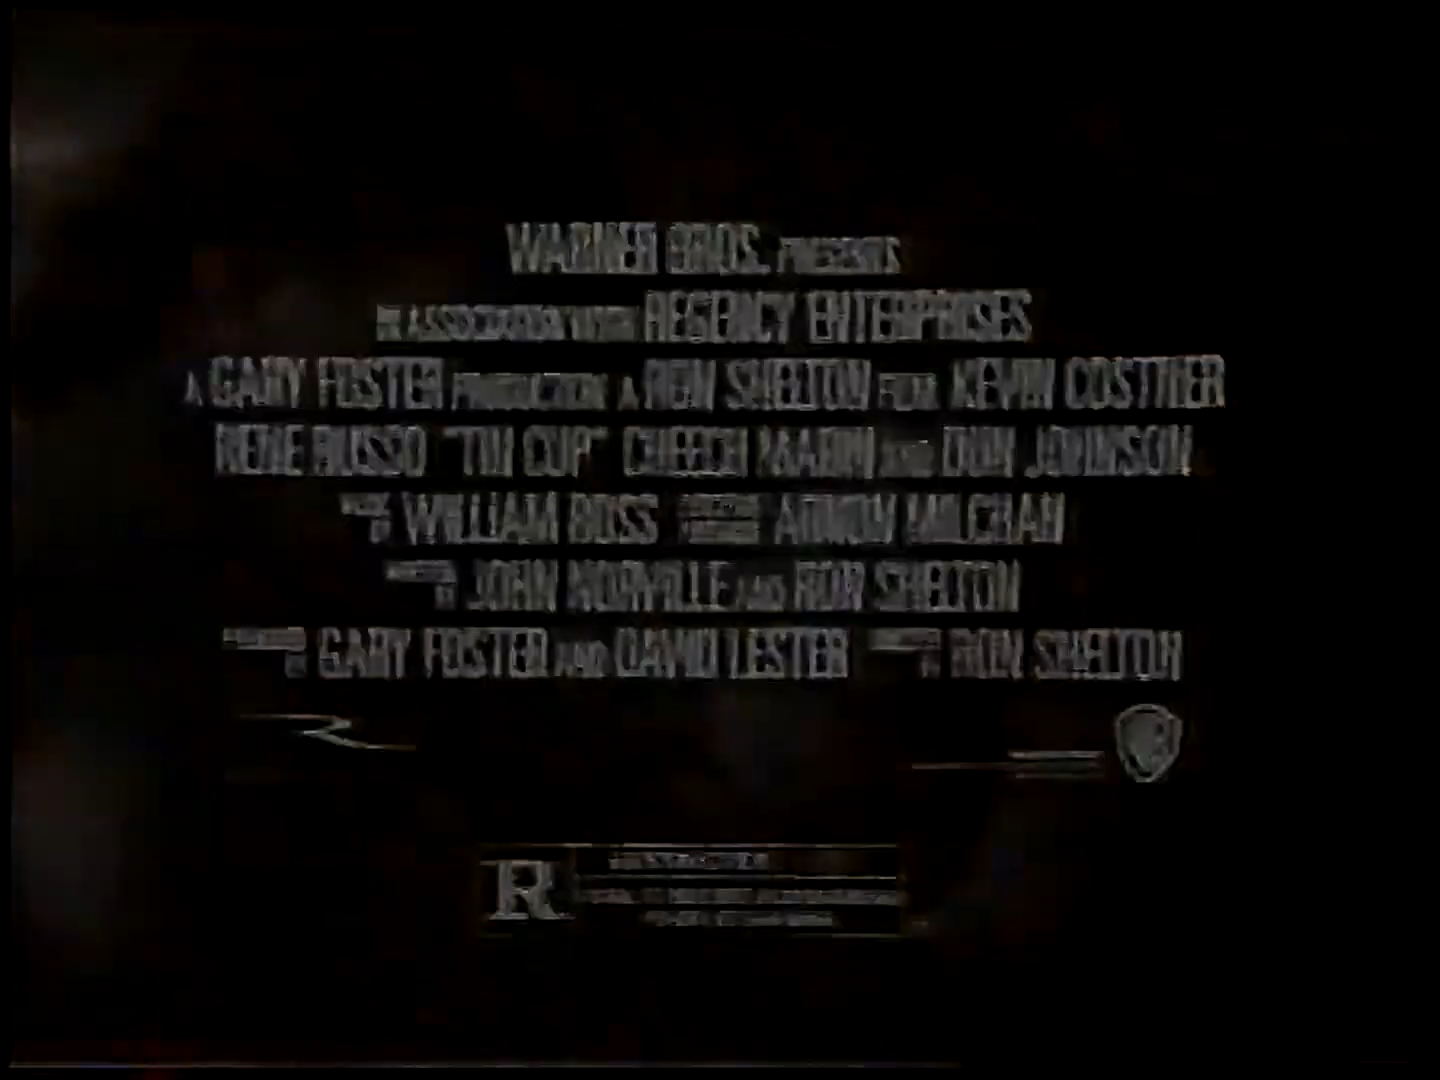 WARNER BROS. PRESENTS
IN ASSOCIATION WITH REGENCY ENTERPRISES
A GARY FOSTER PRODUCTION A RON SHELTON FILM KEVIN COSTNER
RENE RUSSO "TIN CUP" CHEECH MARIN AND DON JOHNSON
WILLIAM ROSS ARNON MILCHAN
JOHN NORVILLE AND RON SHELTON
GARY FOSTER AND DAVID LESTER RON SHELTON
R